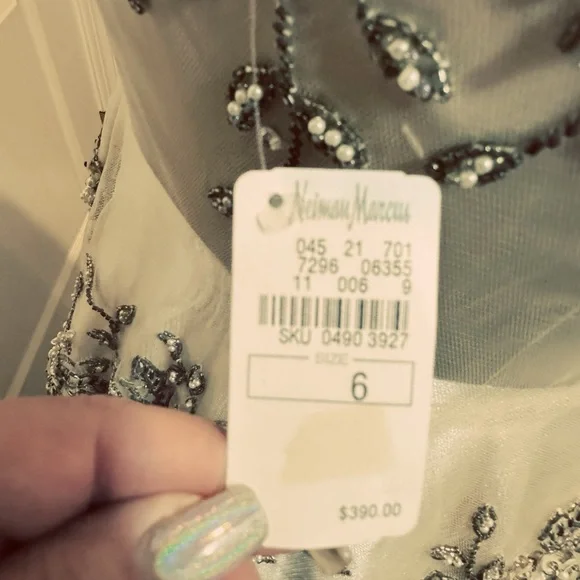 Neiman Marcus
045 21 701
7296 06355
11 006 9
SKU 0490 3927
SIZE
6
$390.00